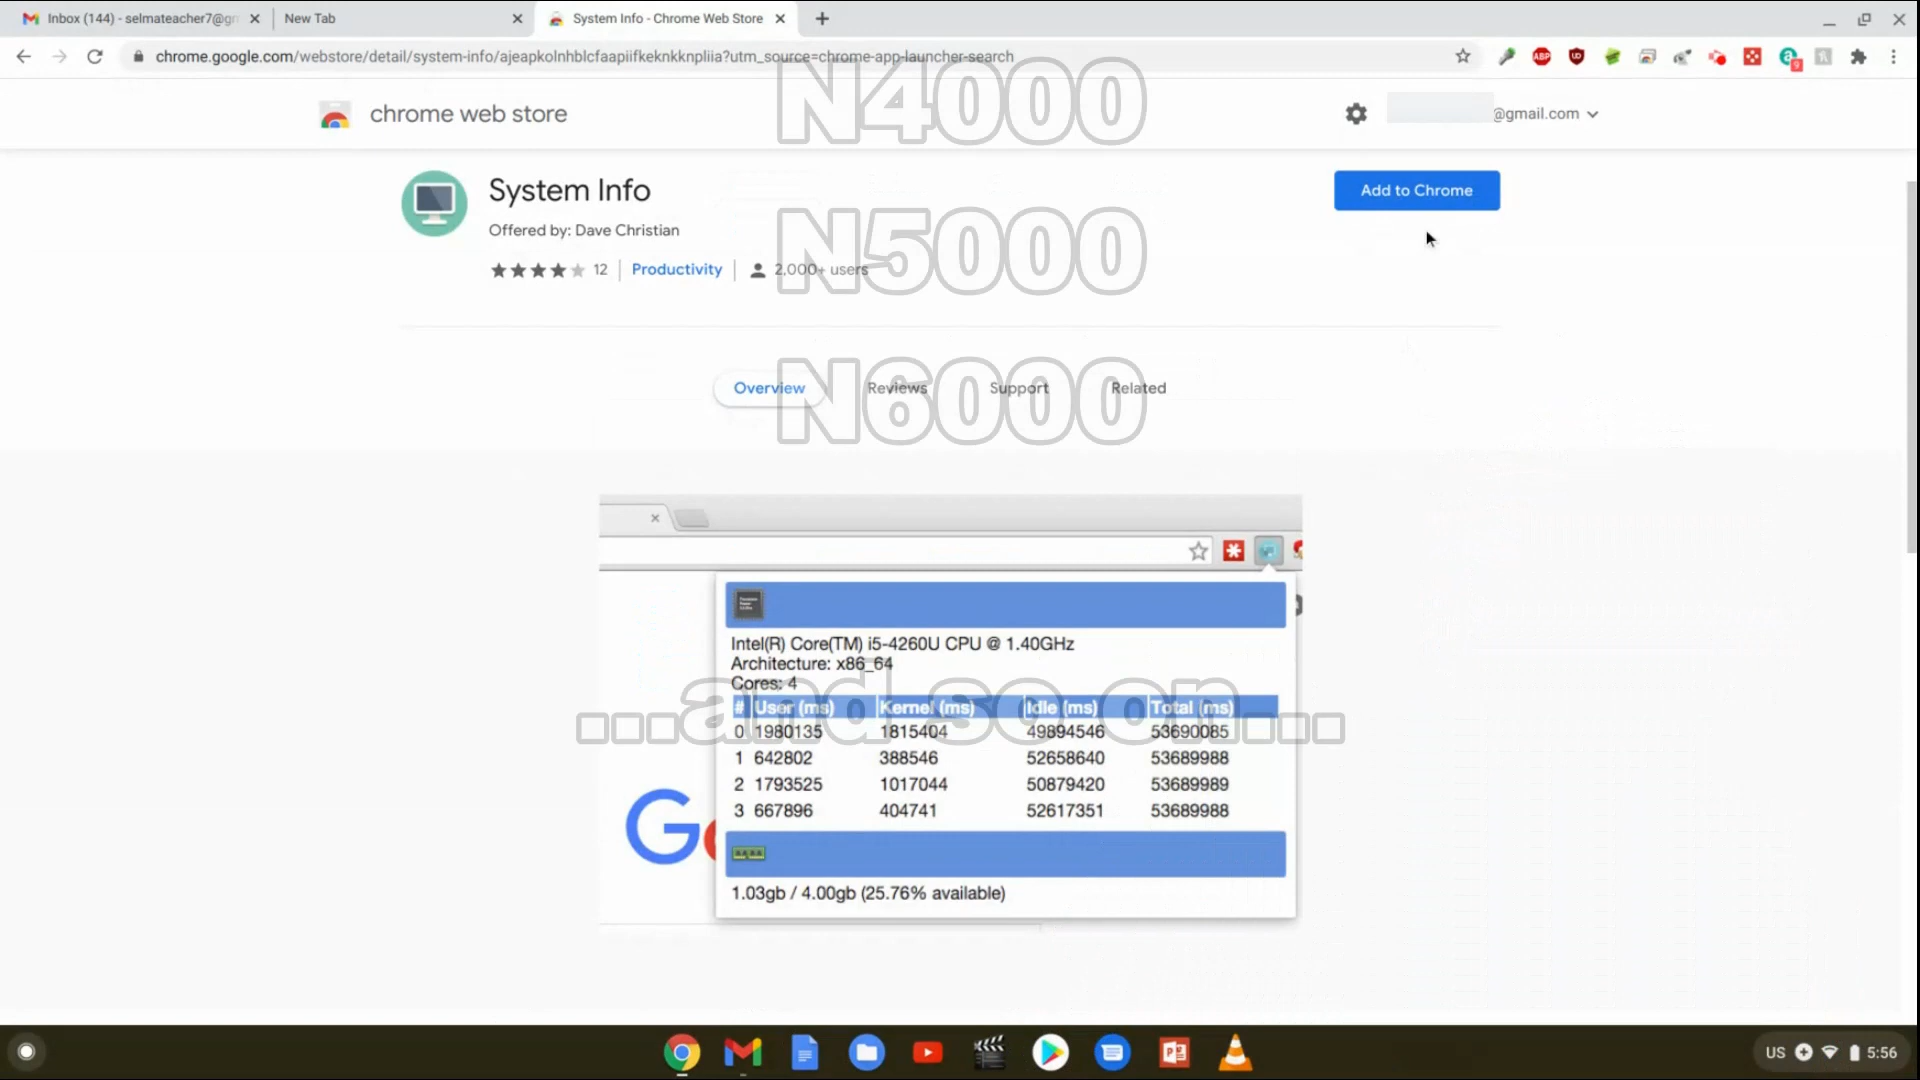 Inbox (144) - selmateacher7@g
New Tab
System Info - Chrome Web Store
chrome.google.com/webstore/detail/system-info/ajeapkolnhblcfaapiifkeknkknpliia?utm_source=chrome-app-launcher-search
ABP
N4000
chrome web store
@gmail.com
System Info
Add to Chrome
Offered by: Dave Christian
N5000
12
Productivity
2,000+ users
Overview
Reviews
Support
Related
N6000
Intel(R) Core(TM) i5-4260U CPU @ 1.40GHz
Architecture: x86_64
Cores: 4
...and so on...
# User (ms) Kernel (ms) Idle (ms) Total (ms)
0 1980135 1815404 49894546 53690085
1 642802 388546 52658640 53689988
2 1793525 1017044 50879420 53689989
3 667896 404741 52617351 53689988
1.03gb / 4.00gb (25.76% available)
US 5:56